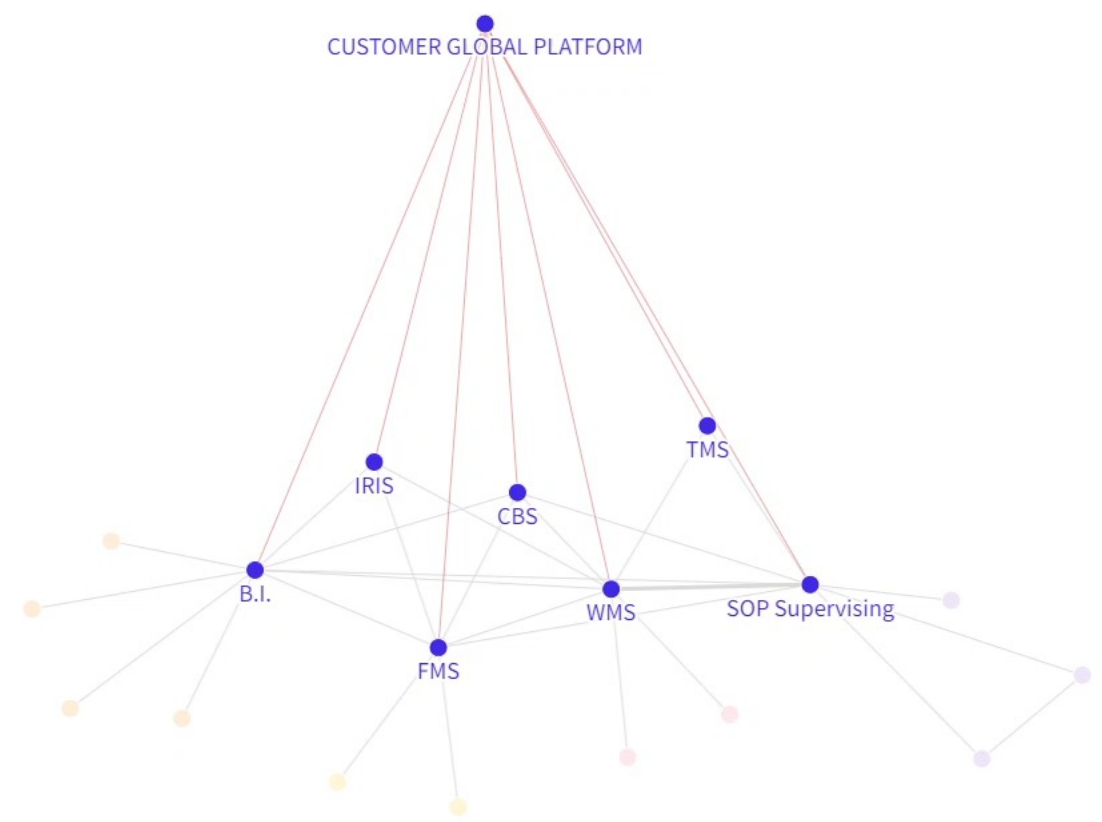 CUSTOMER GLOBAL PLATFORM
TMS
IRIS
CBS
B.I.
WMS
SOP Supervising
FMS